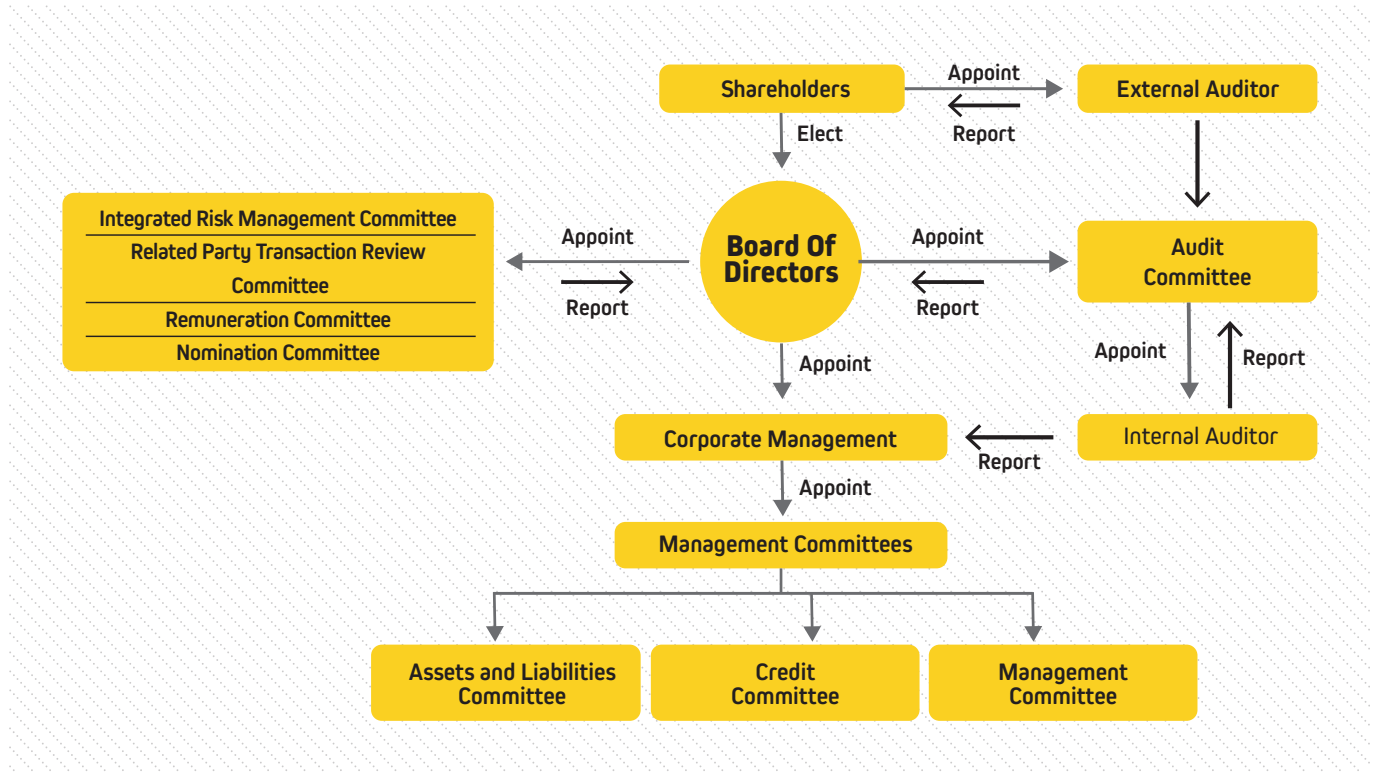 Shareholders
Appoint
Report
External Auditor
Elect
Integrated Risk Management Committee
Related Party Transaction Review
Committee
Remuneration Committee
Nomination Committee
Appoint
Report
Board Of
Directors
Appoint
Report
Audit
Committee
Appoint
Appoint
Report
Corporate Management
Report
Internal Auditor
Appoint
Management Committees
Assets and Liabilities
Committee
Credit
Committee
Management
Committee